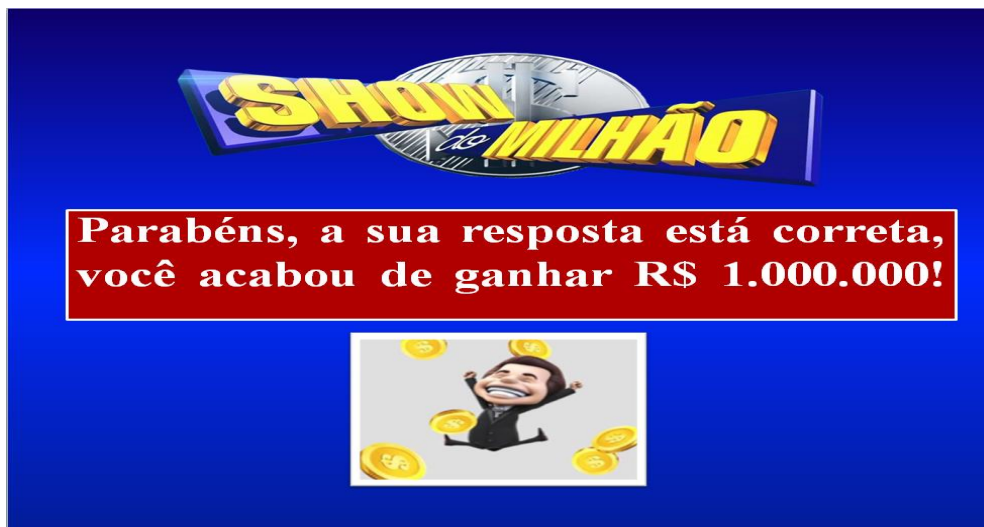 SHOW
do MILHÃO
Parabéns, a sua resposta está correta,
você acabou de ganhar R$ 1.000.000!